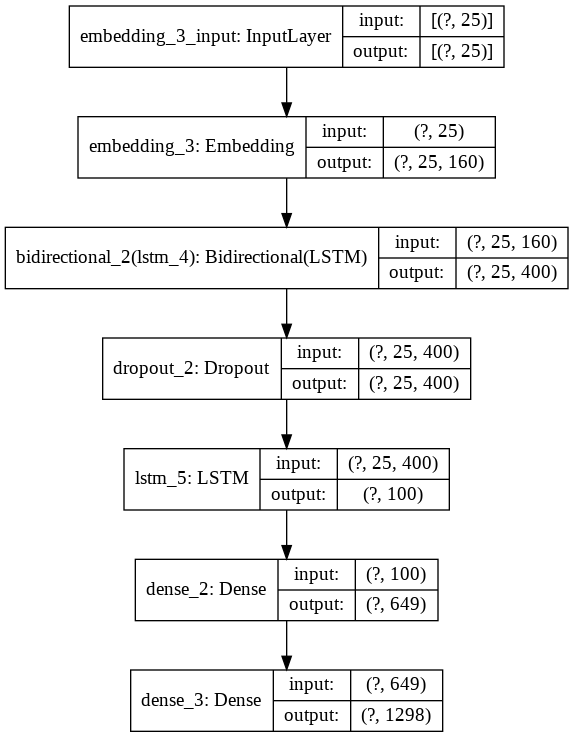 embedding_3_input: InputLayer
input: [(?, 25)]
output: [(?, 25)]
embedding_3: Embedding
input: (?, 25)
output: (?, 25, 160)
bidirectional_2(lstm_4): Bidirectional(LSTM)
input: (?, 25, 160)
output: (?, 25, 400)
dropout_2: Dropout
input: (?, 25, 400)
output: (?, 25, 400)
lstm_5: LSTM
input: (?, 25, 400)
output: (?, 100)
dense_2: Dense
input: (?, 100)
output: (?, 649)
dense_3: Dense
input: (?, 649)
output: (?, 1298)